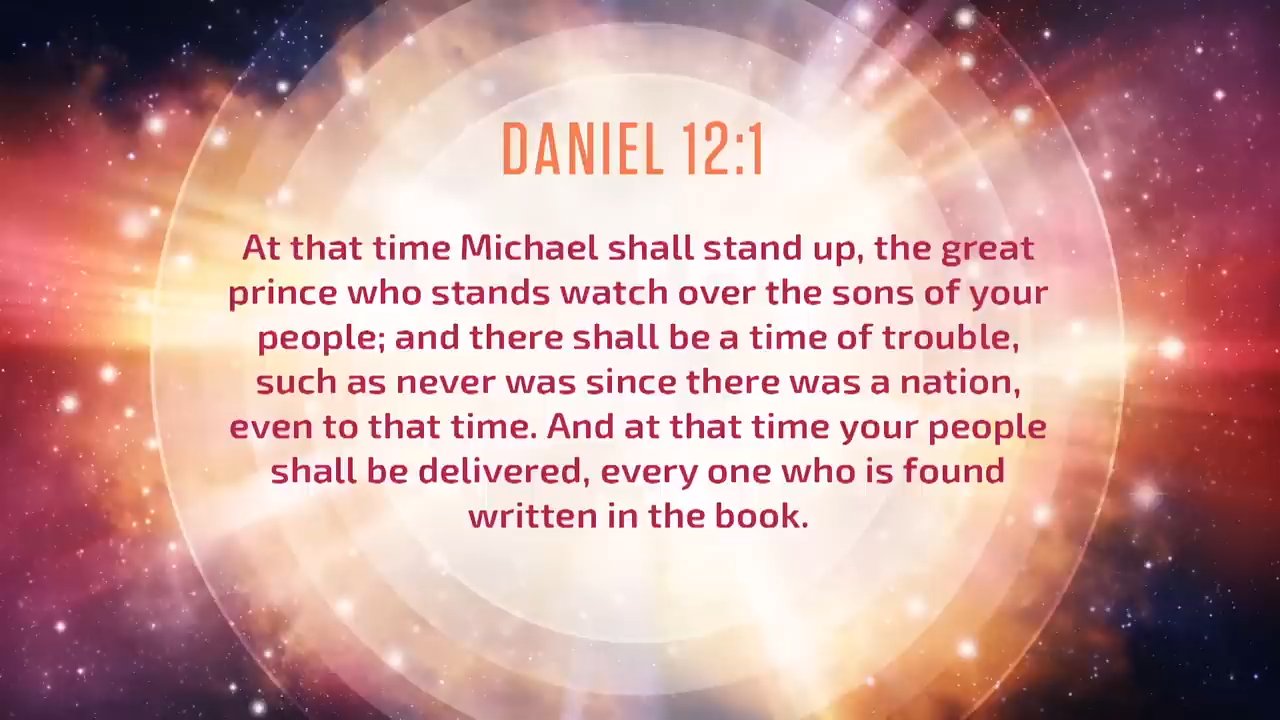 DANIEL 12:1
At that time Michael shall stand up, the great
prince who stands watch over the sons of your
people; and there shall be a time of trouble,
such as never was since there was a nation,
even to that time. And at that time your people
shall be delivered, every one who is found
written in the book.